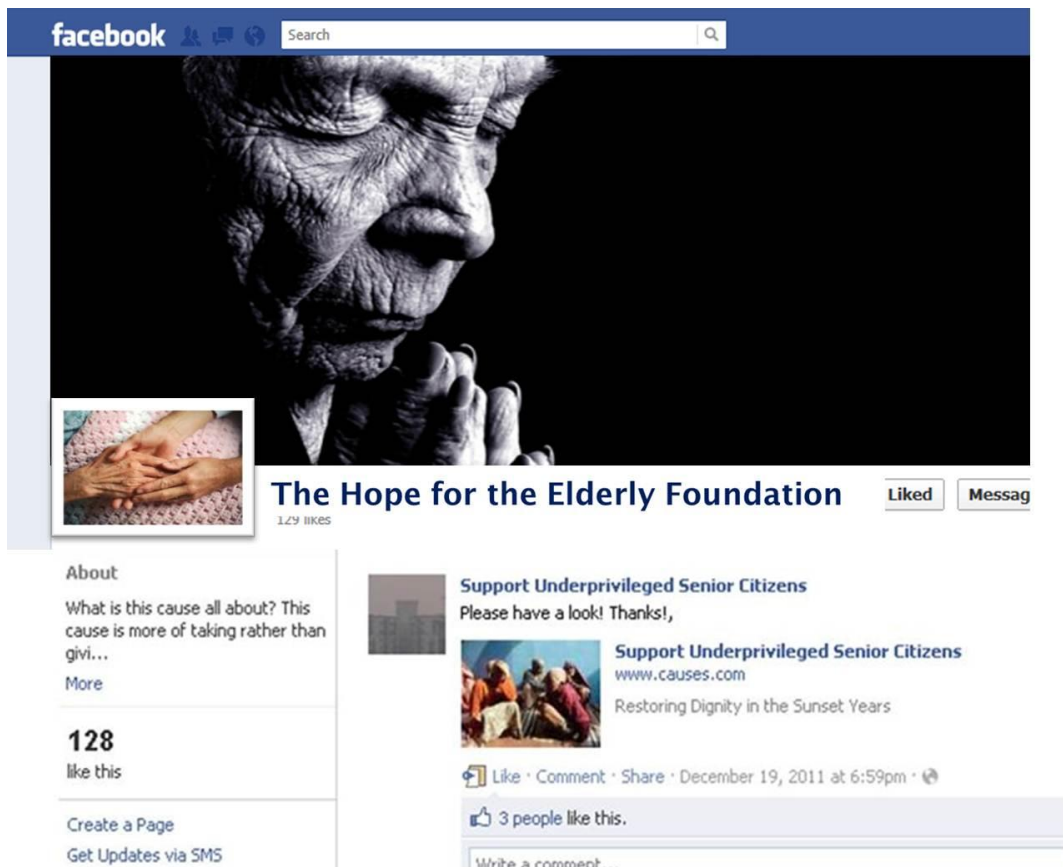 facebook Search
The Hope for the Elderly Foundation Liked Messag
129 likes
About
What is this cause all about? This
cause is more of taking rather than
givi...
More
128
like this
Create a Page
Get Updates via SMS
Support Underprivileged Senior Citizens
Please have a look! Thanks!,
Support Underprivileged Senior Citizens
www.causes.com
Restoring Dignity in the Sunset Years
Like · Comment · Share · December 19, 2011 at 6:59pm ·
3 people like this.
Write a comment...